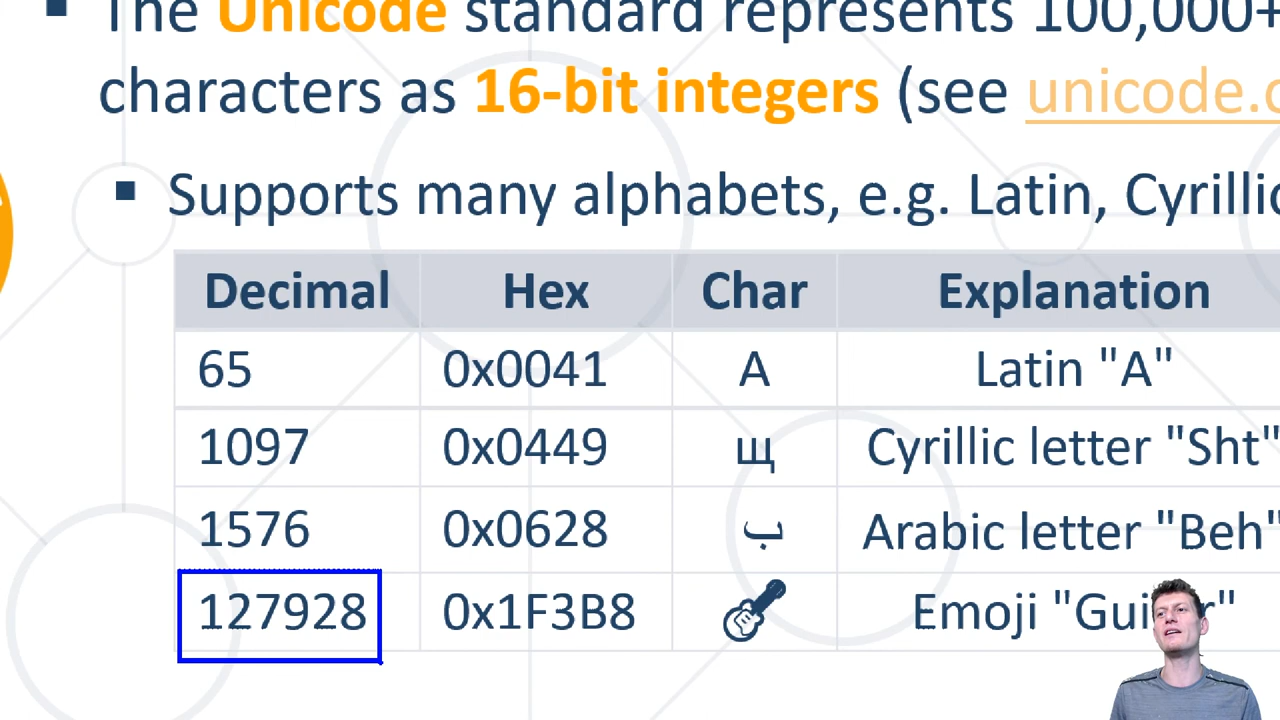 The Unicode standard represents 100,000+
characters as 16-bit integers (see unicode.
Supports many alphabets, e.g. Latin, Cyrillic
Decimal Hex Char Explanation
65 0x0041 A Latin "A"
1097 0x0449 щ Cyrillic letter "Sht"
1576 0x0628 ب Arabic letter "Beh"
127928 0x1F3B8 🎸 Emoji "Guitar"